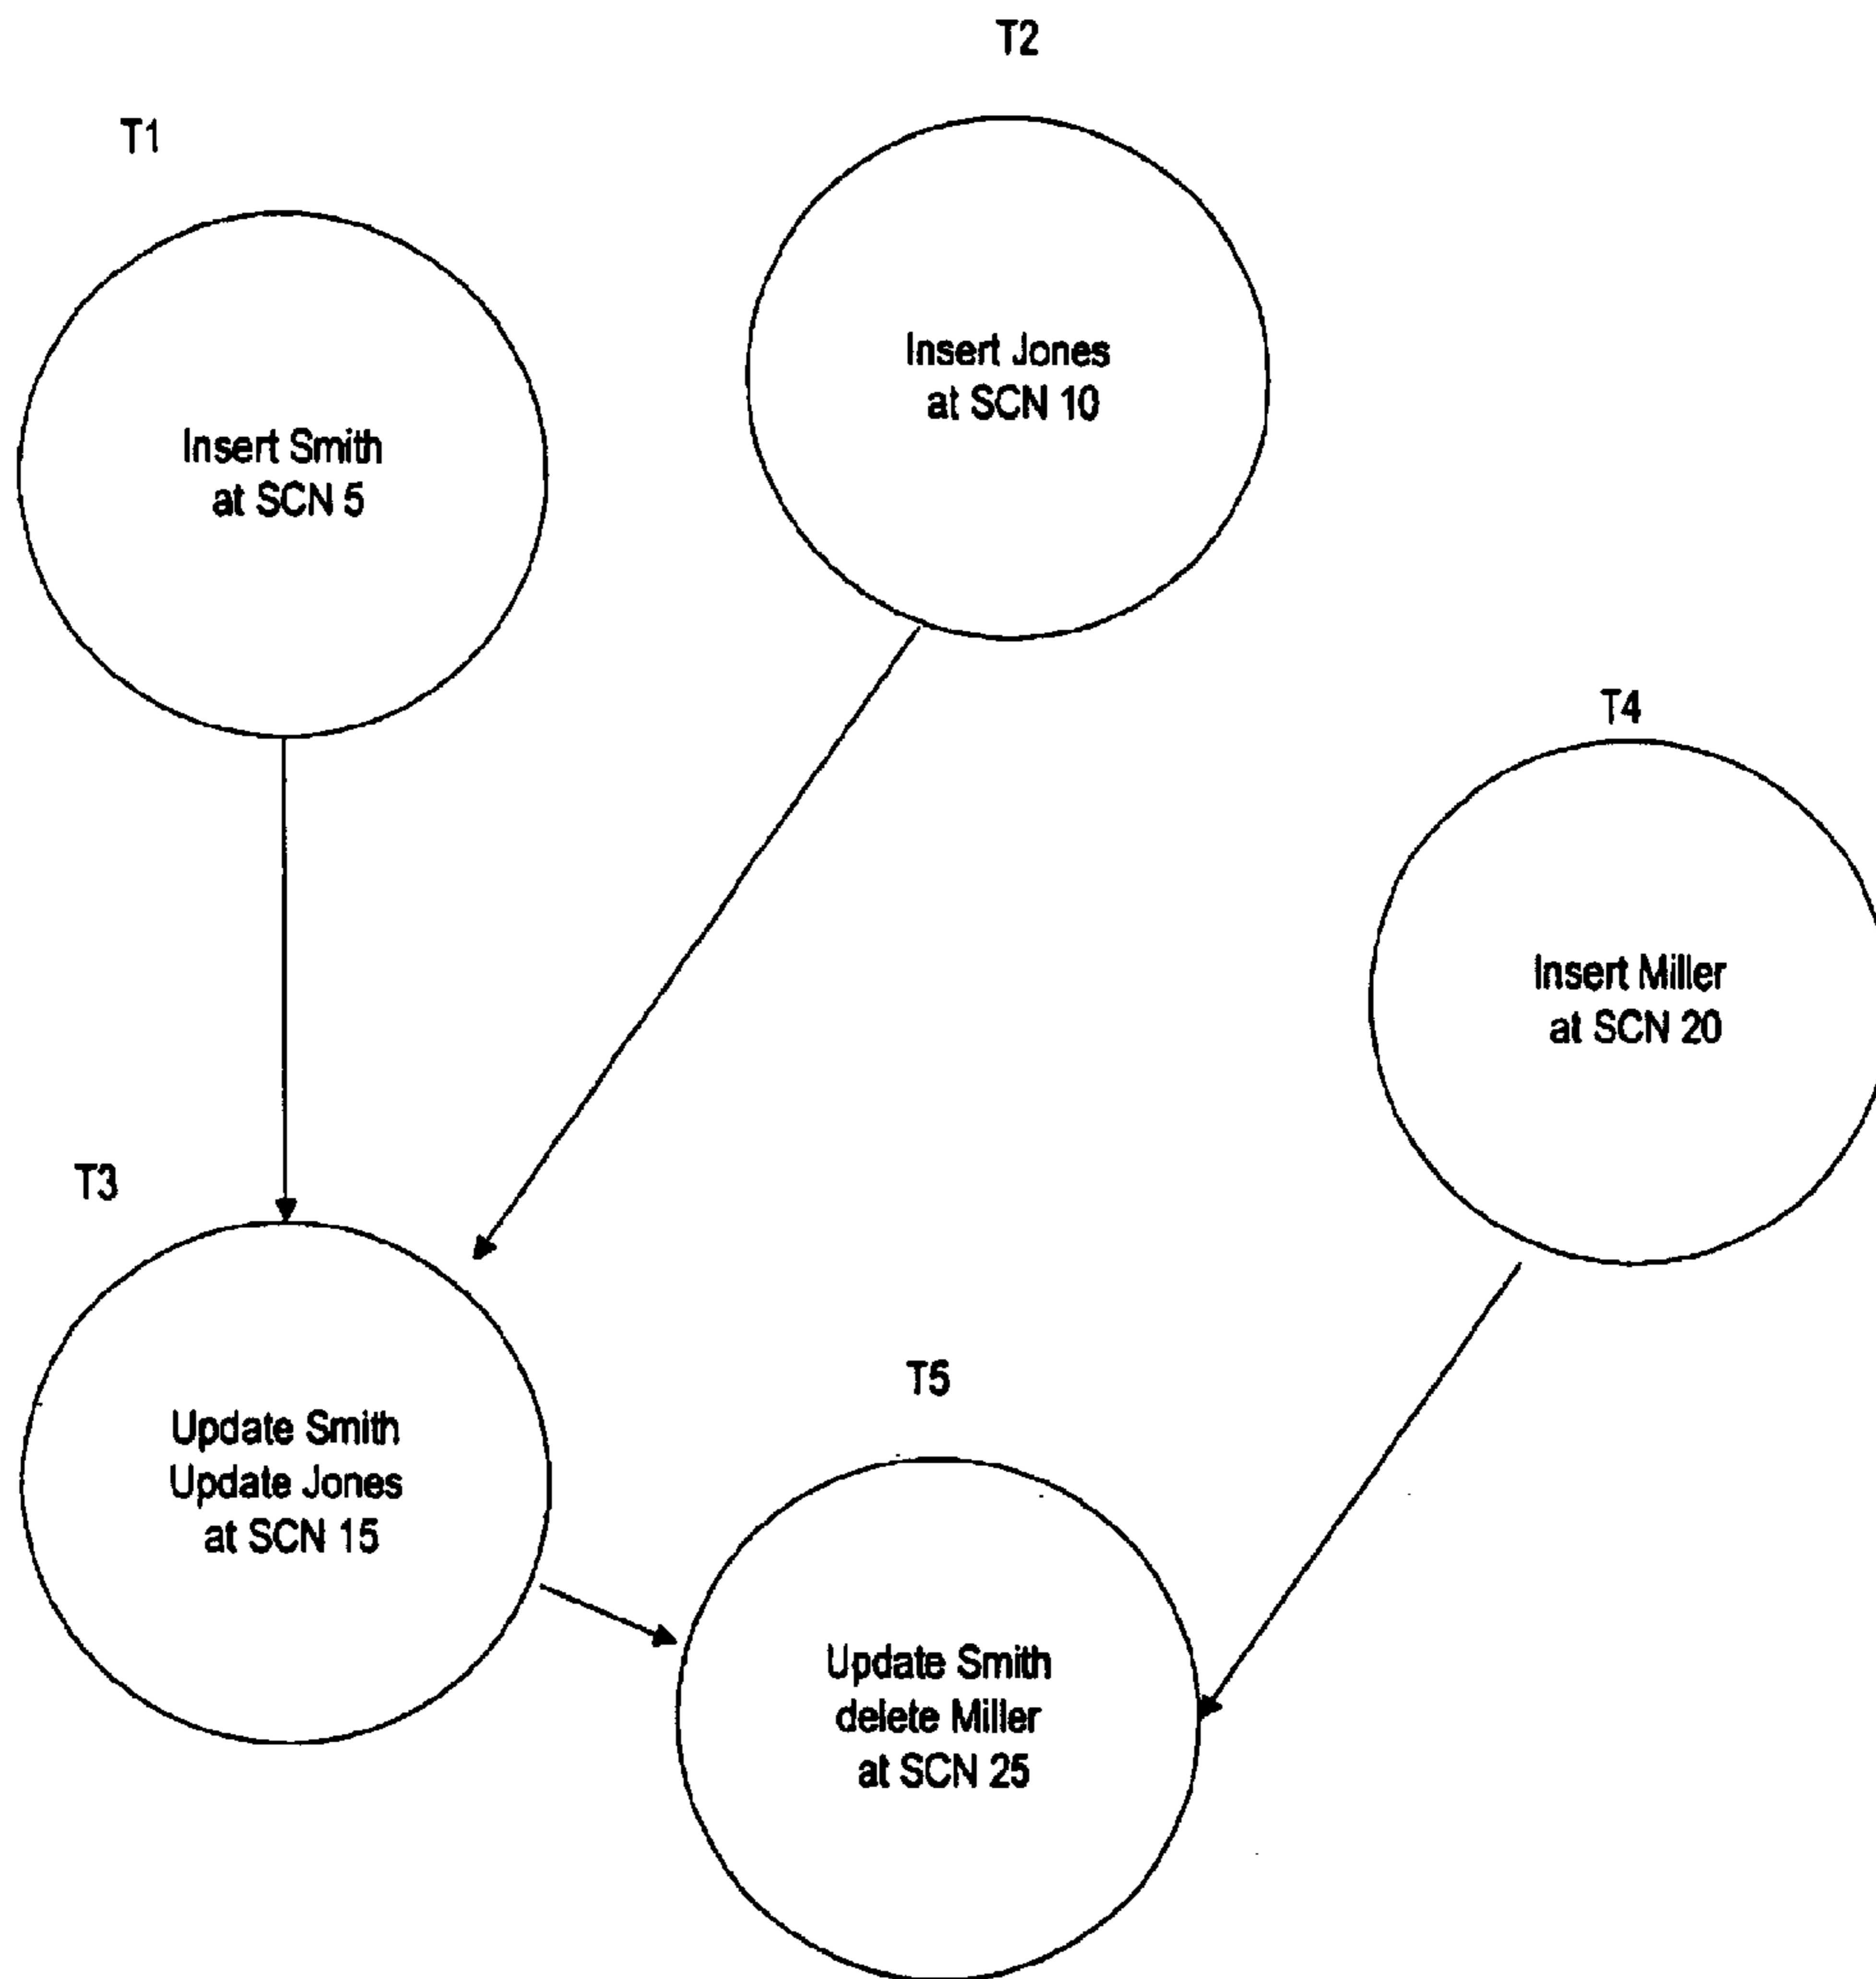 T2
T1
Insert Jones
at SCN 10
Insert Smith
at SCN 5
T4
Insert Miller
at SCN 20
T3
T5
Update Smith
Update Jones
at SCN 15
Update Smith
delete Miller
at SCN 25